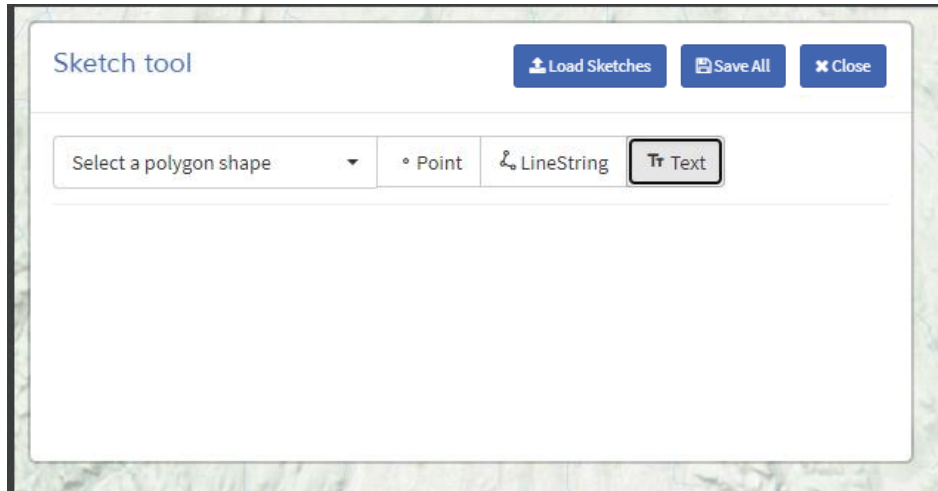 Sketch tool
Load Sketches
Save All
Close
Select a polygon shape
Point
LineString
Text